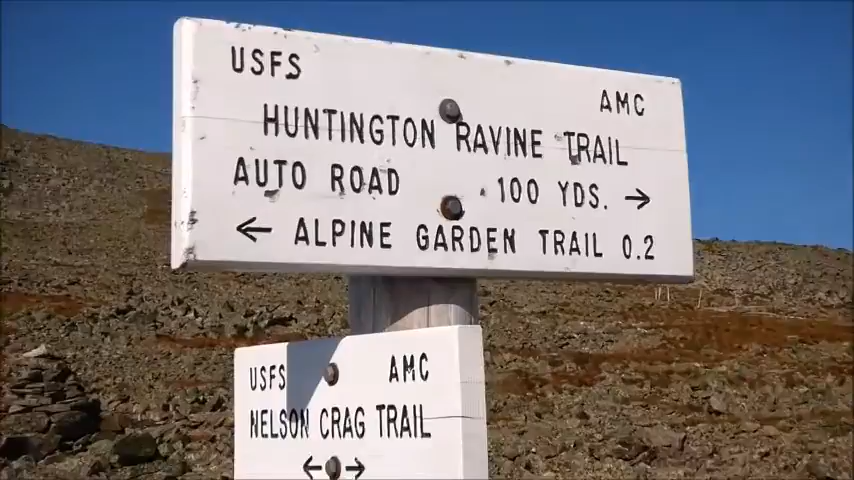 USFS AMC
HUNTINGTON RAVINE TRAIL
AUTO ROAD 100 YDS. →
← ALPINE GARDEN TRAIL 0.2
USFS AMC
NELSON CRAG TRAIL
← →